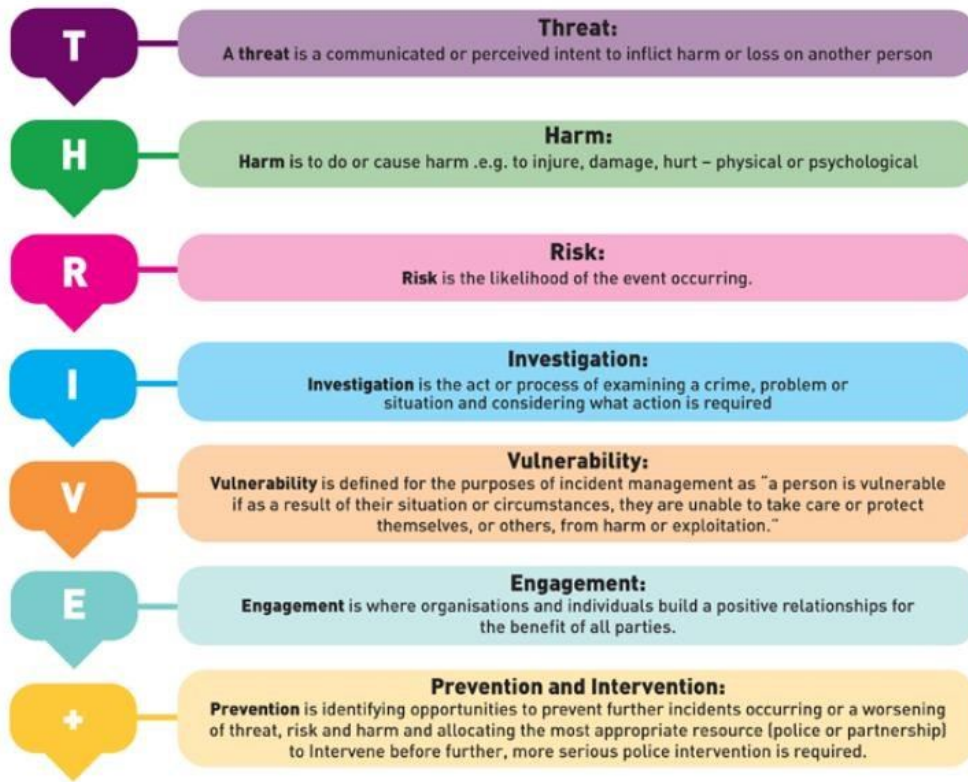 T
Threat:
A threat is a communicated or perceived intent to inflict harm or loss on another person
H
Harm:
Harm is to do or cause harm .e.g. to injure, damage, hurt – physical or psychological
R
Risk:
Risk is the likelihood of the event occurring.
I
Investigation:
Investigation is the act or process of examining a crime, problem or
situation and considering what action is required
V
Vulnerability:
Vulnerability is defined for the purposes of incident management as "a person is vulnerable
if as a result of their situation or circumstances, they are unable to take care or protect
themselves, or others, from harm or exploitation."
E
Engagement:
Engagement is where organisations and individuals build a positive relationships for
the benefit of all parties.
+
Prevention and Intervention:
Prevention is identifying opportunities to prevent further incidents occurring or a worsening
of threat, risk and harm and allocating the most appropriate resource (police or partnership)
to Intervene before further, more serious police intervention is required.